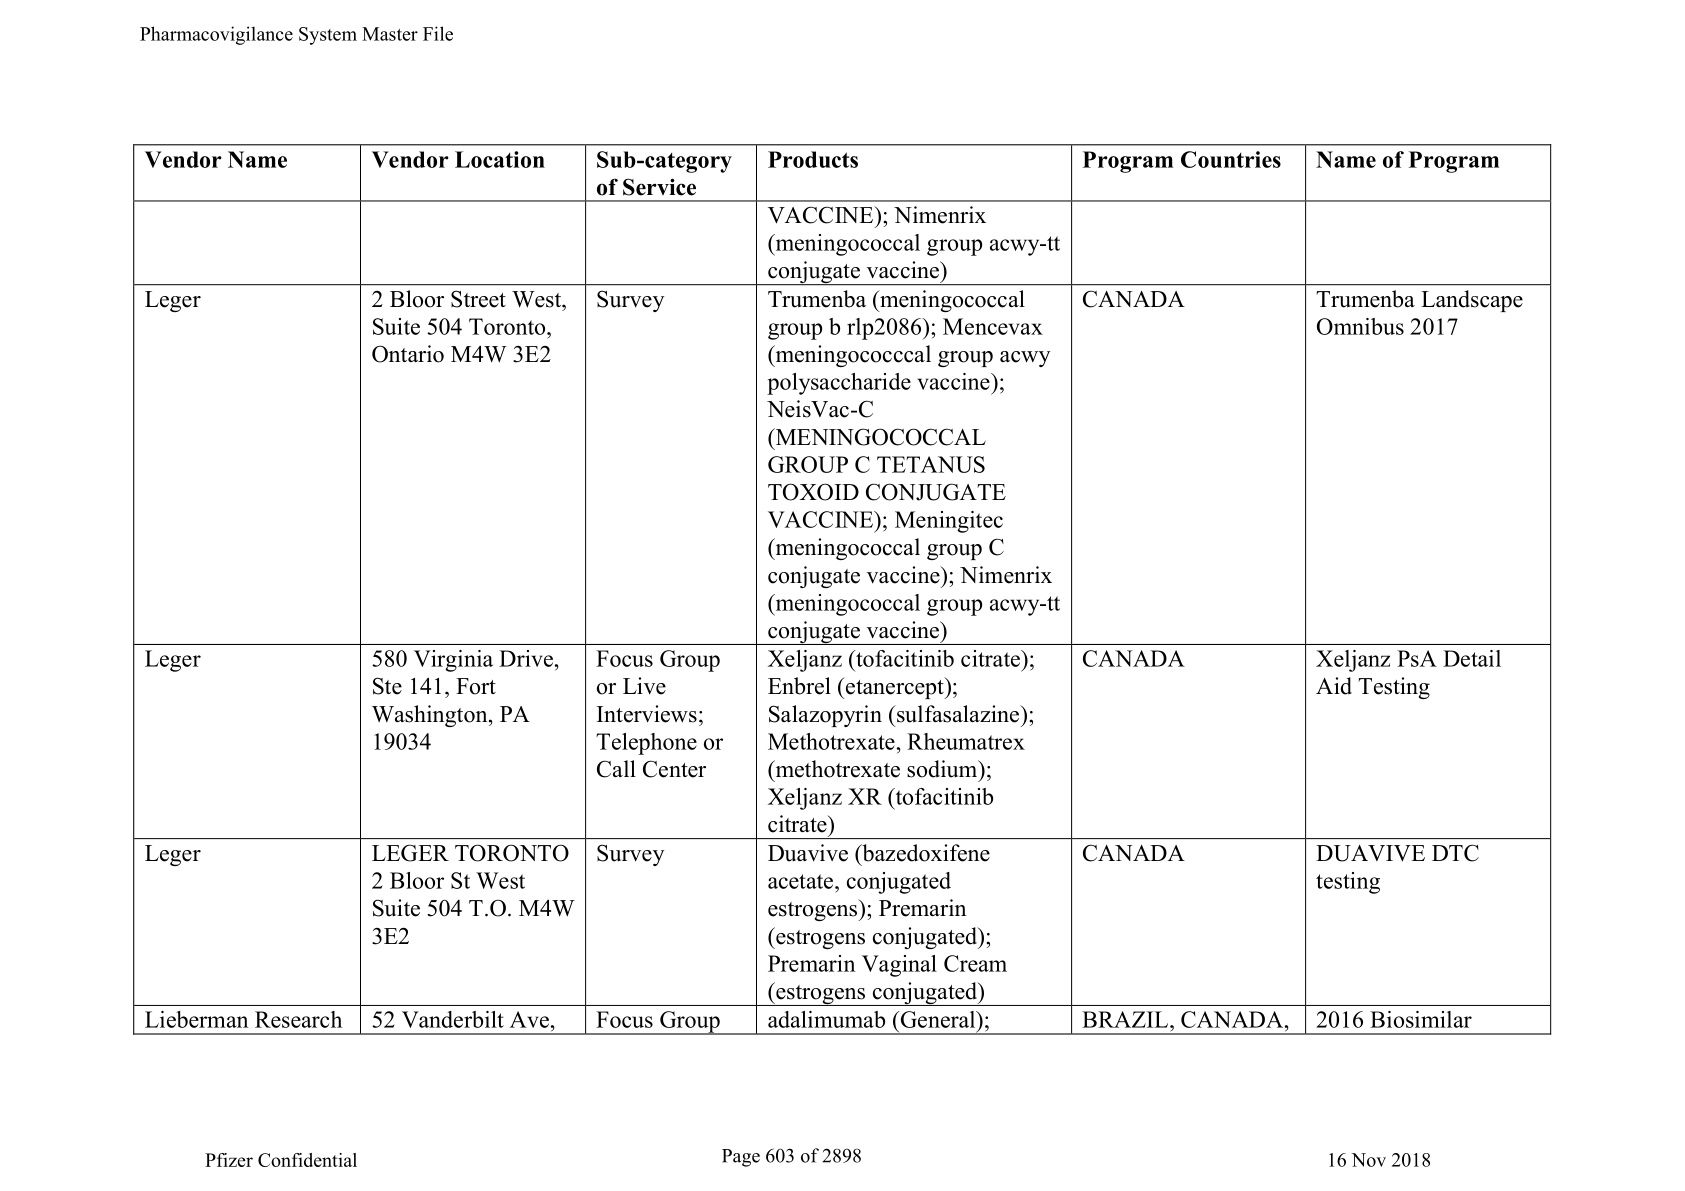 Pharmacovigilance System Master File
Vendor Name
Vendor Location
Sub-category
of Service
Products
Program Countries
Name of Program
VACCINE); Nimenrix
(meningococcal group acwy-tt
conjugate vaccine)
Leger
2 Bloor Street West,
Suite 504 Toronto,
Ontario M4W 3E2
Survey
Trumenba (meningococcal
group b rlp2086); Mencevax
(meningococccal group acwy
polysaccharide vaccine);
NeisVac-C
(MENINGOCOCCAL
GROUP C TETANUS
TOXOID CONJUGATE
VACCINE); Meningitec
(meningococcal group C
conjugate vaccine); Nimenrix
(meningococcal group acwy-tt
conjugate vaccine)
CANADA
Trumenba Landscape
Omnibus 2017
Leger
580 Virginia Drive,
Ste 141, Fort
Washington, PA
19034
Focus Group
or Live
Interviews;
Telephone or
Call Center
Xeljanz (tofacitinib citrate);
Enbrel (etanercept);
Salazopyrin (sulfasalazine);
Methotrexate, Rheumatrex
(methotrexate sodium);
Xeljanz XR (tofacitinib
citrate)
CANADA
Xeljanz PsA Detail
Aid Testing
Leger
LEGER TORONTO
2 Bloor St West
Suite 504 T.O. M4W
3E2
Survey
Duavive (bazedoxifene
acetate, conjugated
estrogens); Premarin
(estrogens conjugated);
Premarin Vaginal Cream
(estrogens conjugated)
CANADA
DUAVIVE DTC
testing
Lieberman Research
52 Vanderbilt Ave,
Focus Group
adalimumab (General);
BRAZIL, CANADA,
2016 Biosimilar
Pfizer Confidential
Page 603 of 2898
16 Nov 2018